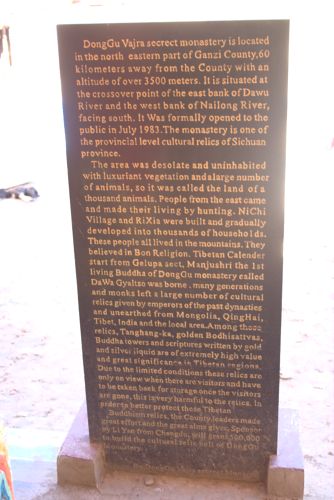 DongGu Vajra secrect monastery is located
in the north eastern part of Ganzi County,60
kilometers away from the County with an
altitude of over 3500 meters. It is situated at
the crossover point of the east bank of Dawu
River and the west bank of Nailong River,
facing south. It Was formally opened to the
public in July 1983.The monastery is one of
the provincial level cultural relics of Sichuan
province.
The area was desolate and uninhabited
with luxuriant vegetation and a large number
of animals, so it was called the land of a
thousand animals. People from the east came
and made their living by hunting. NiChi
Village and RiXia were built and gradually
developed into thousands of households.
These people all lived in the mountains. They
believed in Bon Religion. Tibetan Calender
start from Gelupa sect, Manjushri the 1st
living Buddha of DongGu monastery called
DaWa Gyaltso was borne. many generations
and monks left a large number of cultural
relics given by emperors of the past dynasties
and unearthed from Mongolia, QingHai,
Tibet, India and the local area.Among those
relics, Tanghang-ka, golden Bodhisattvas,
Buddha towers and scriptures written by gold
and silver liquis are of extremely high value
and great significance in Tibetan regions.
Due to the limited conditions these relics are
only on view when there are visitors and have
to be taken back for storage once the visitors
are gone, this is very harmful to the relics. In
order to better protect these Tibetan
Buddhism relics, the County leaders made
great effort and the great alms given. Sponsor
by Li Yan from Chengdu, will grant 500,000
to build the cultural relic hall of DongGu
monastery.